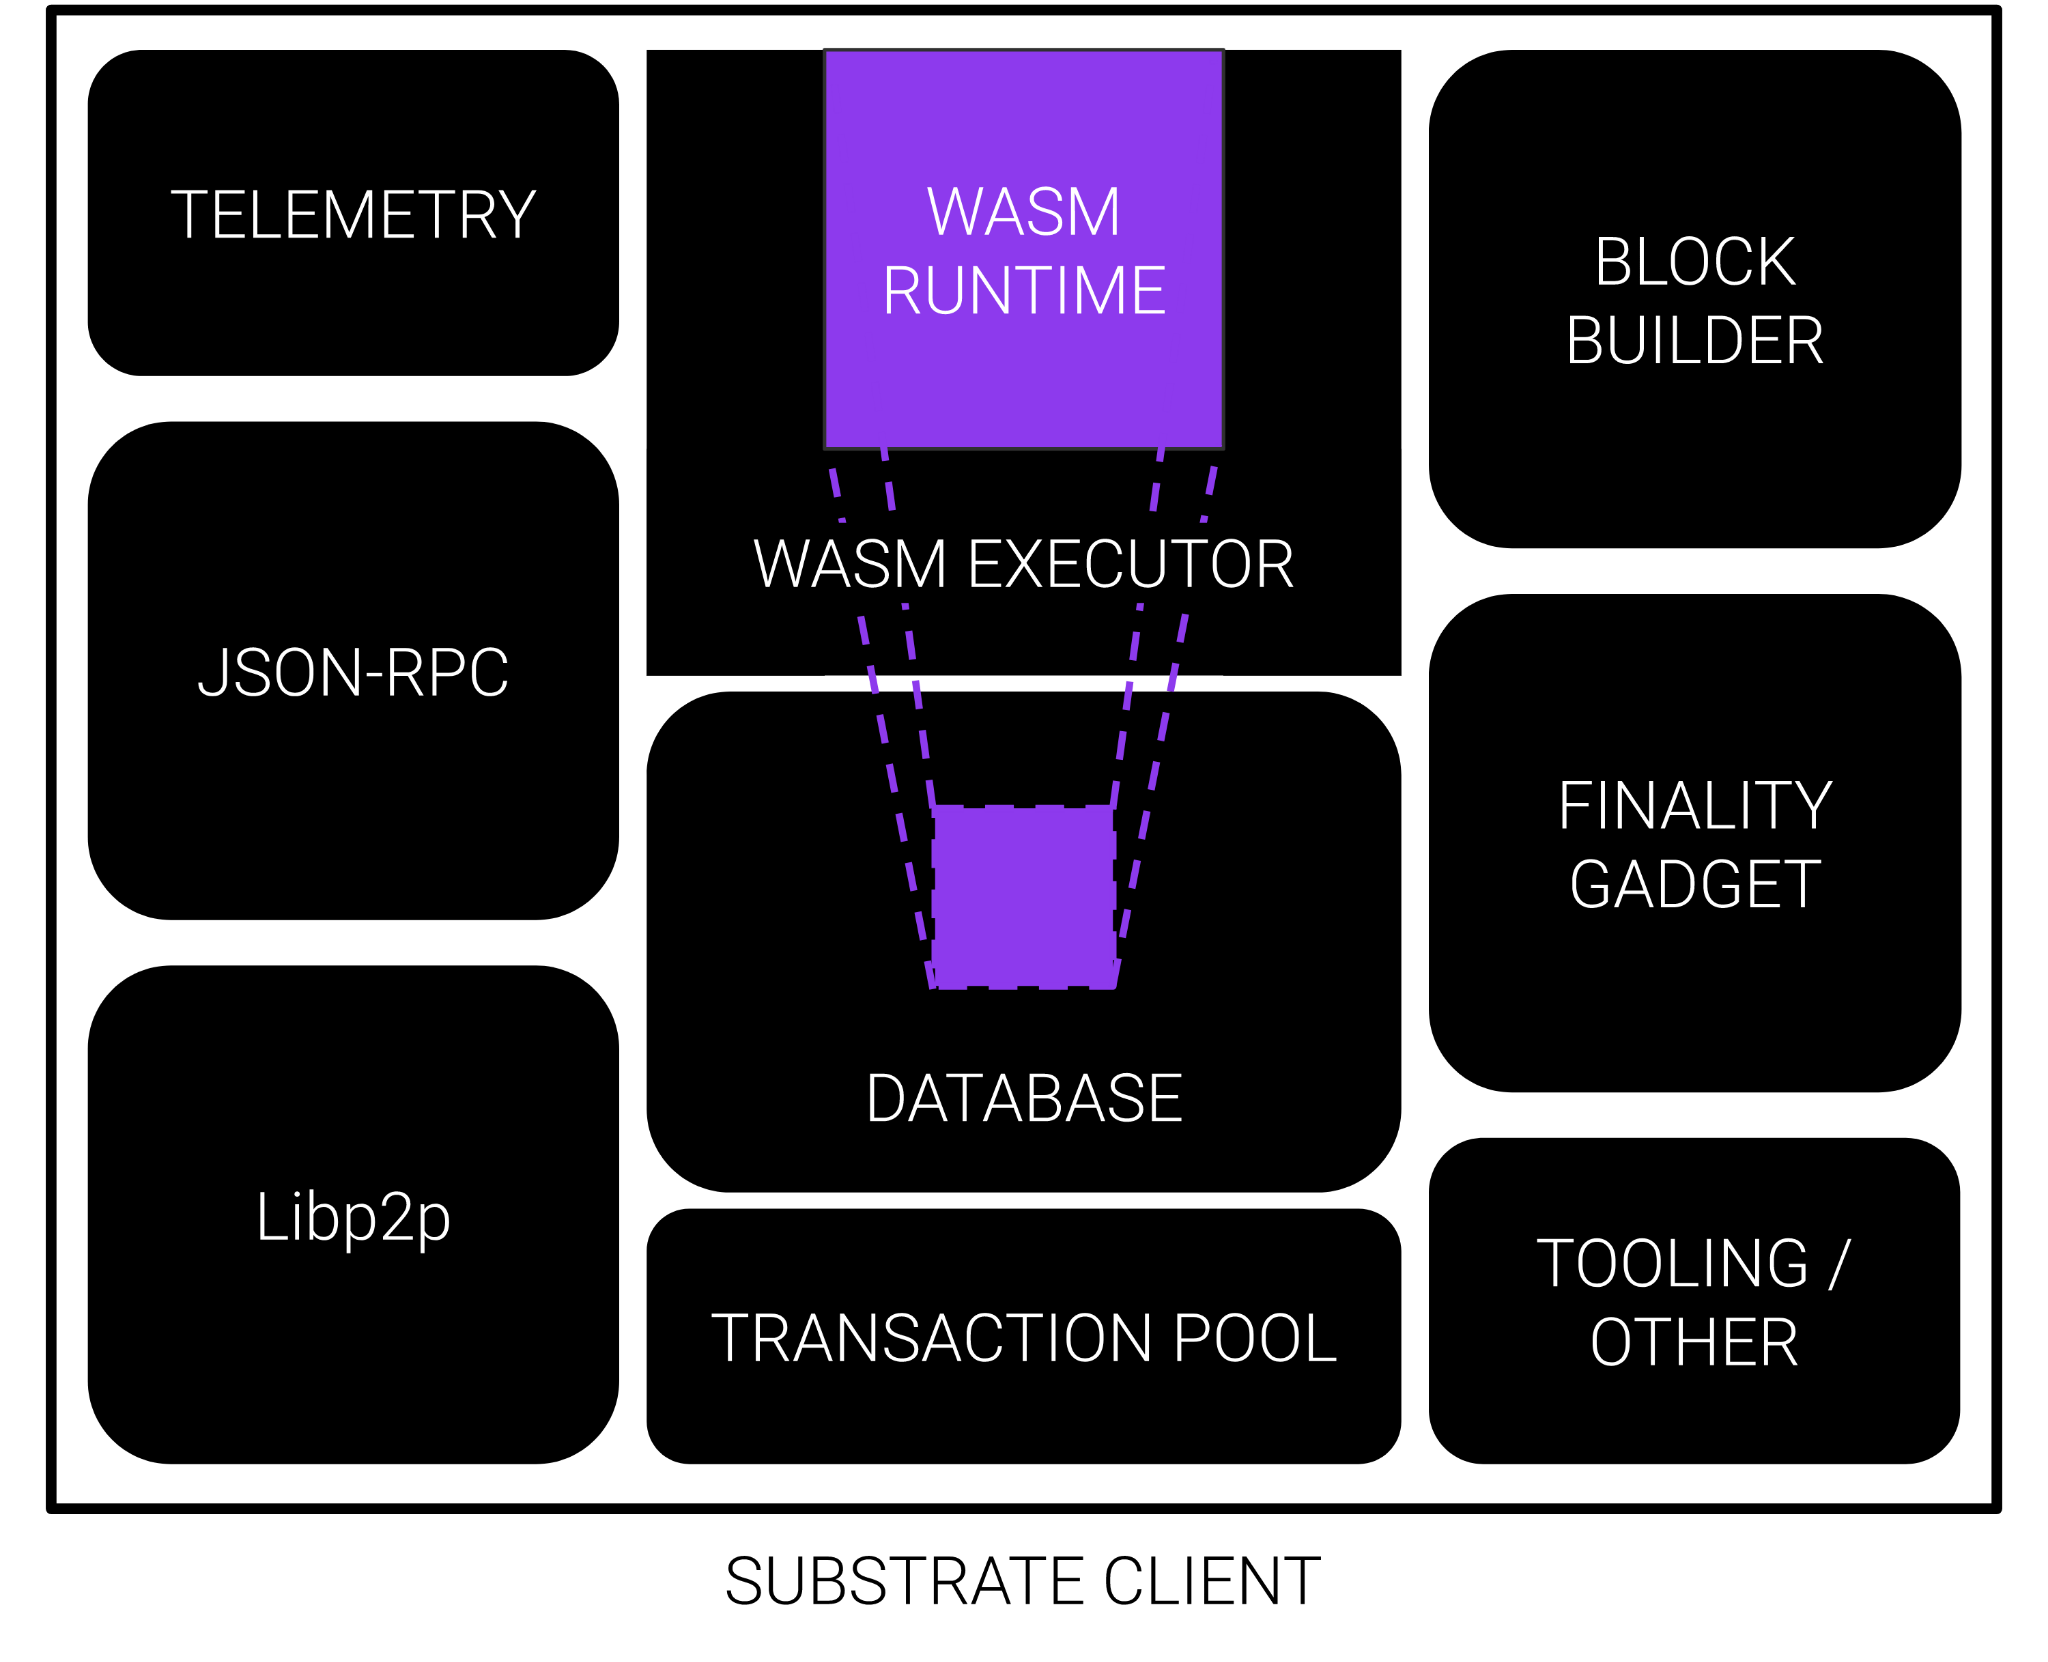 TELEMETRY
JSON-RPC
Libp2p
WASM
RUNTIME
WASM EXECUTOR
DATABASE
TRANSACTION POOL
BLOCK
BUILDER
FINALITY
GADGET
TOOLING /
OTHER
SUBSTRATE CLIENT